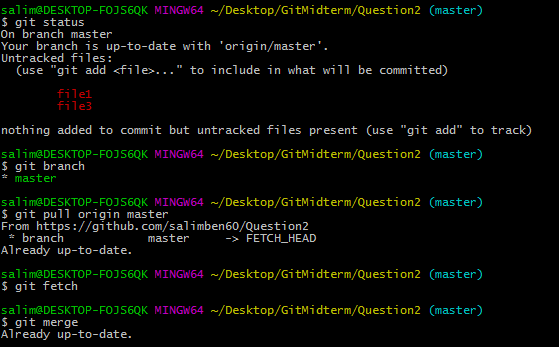 salim@DESKTOP-FOJS6QK MINGW64 ~/Desktop/GitMidterm/Question2 (master)
$ git status
On branch master
Your branch is up-to-date with 'origin/master'.
Untracked files:
  (use "git add <file>..." to include in what will be committed)

        file1
        file3

nothing added to commit but untracked files present (use "git add" to track)

salim@DESKTOP-FOJS6QK MINGW64 ~/Desktop/GitMidterm/Question2 (master)
$ git branch
* master

salim@DESKTOP-FOJS6QK MINGW64 ~/Desktop/GitMidterm/Question2 (master)
$ git pull origin master
From https://github.com/salimben60/Question2
 * branch            master     -> FETCH_HEAD
Already up-to-date.

salim@DESKTOP-FOJS6QK MINGW64 ~/Desktop/GitMidterm/Question2 (master)
$ git fetch

salim@DESKTOP-FOJS6QK MINGW64 ~/Desktop/GitMidterm/Question2 (master)
$ git merge
Already up-to-date.